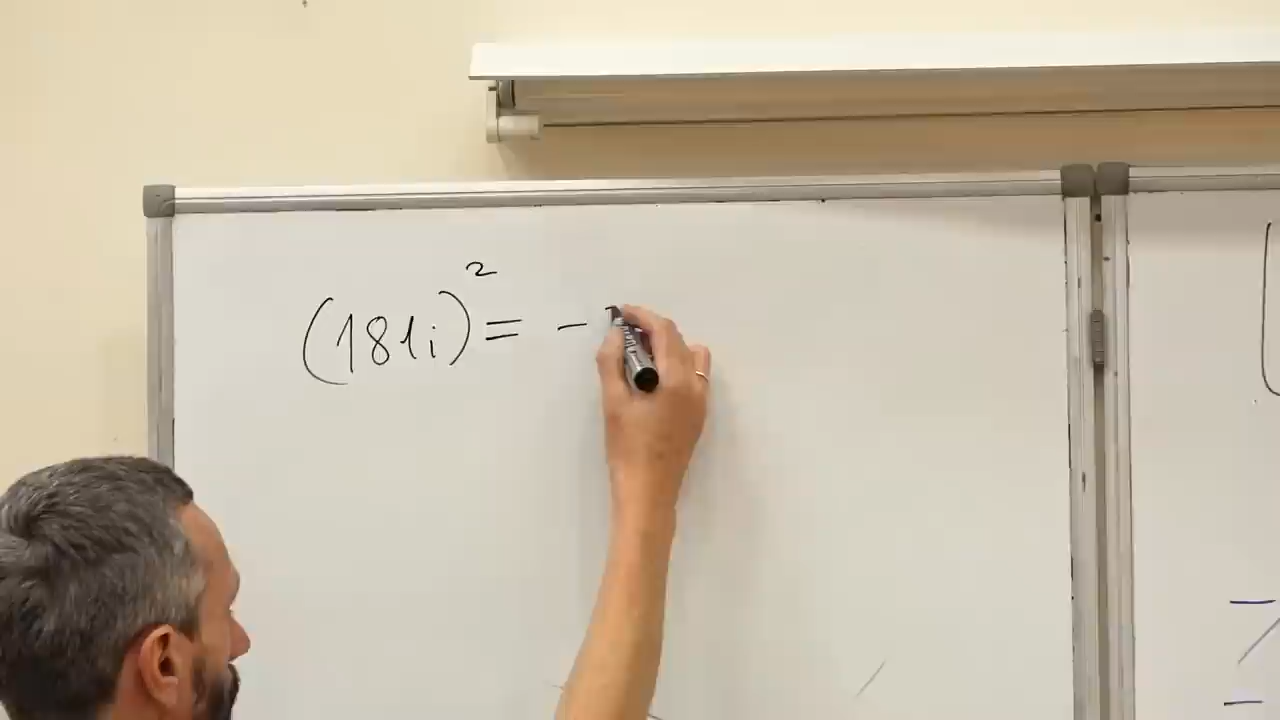 (181i)² = -